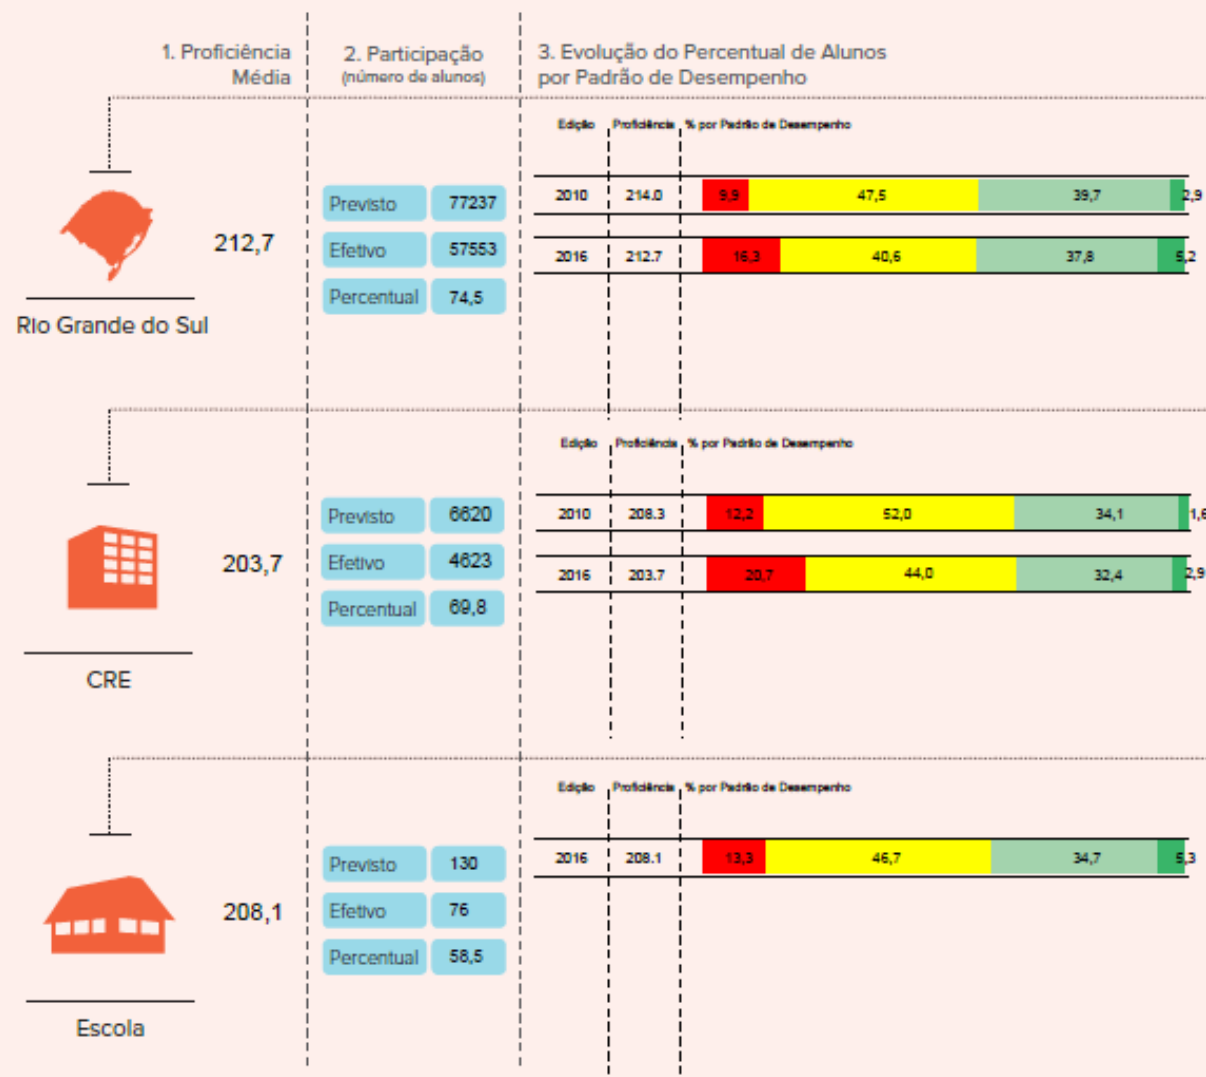 1. Proficiência
Média
2. Participação
(número de alunos)
3. Evolução do Percentual de Alunos
por Padrão de Desempenho
Edição Proficiência % por Padrão de Desempenho
Previsto 77237
2010 214.0 9,9 47,5 39,7 2,9
212,7
Efetivo 57553
2016 212.7 16,3 40,6 37,8 5,2
Percentual 74,5
Rio Grande do Sul
Edição Proficiência % por Padrão de Desempenho
Previsto 6620
2010 208.3 12,2 52,0 34,1 1,6
203,7
Efetivo 4623
2016 203.7 20,7 44,0 32,4 2,9
Percentual 69,8
CRE
Edição Proficiência % por Padrão de Desempenho
Previsto 130
2016 208.1 13,3 46,7 34,7 5,3
208,1
Efetivo 76
Percentual 58,5
Escola